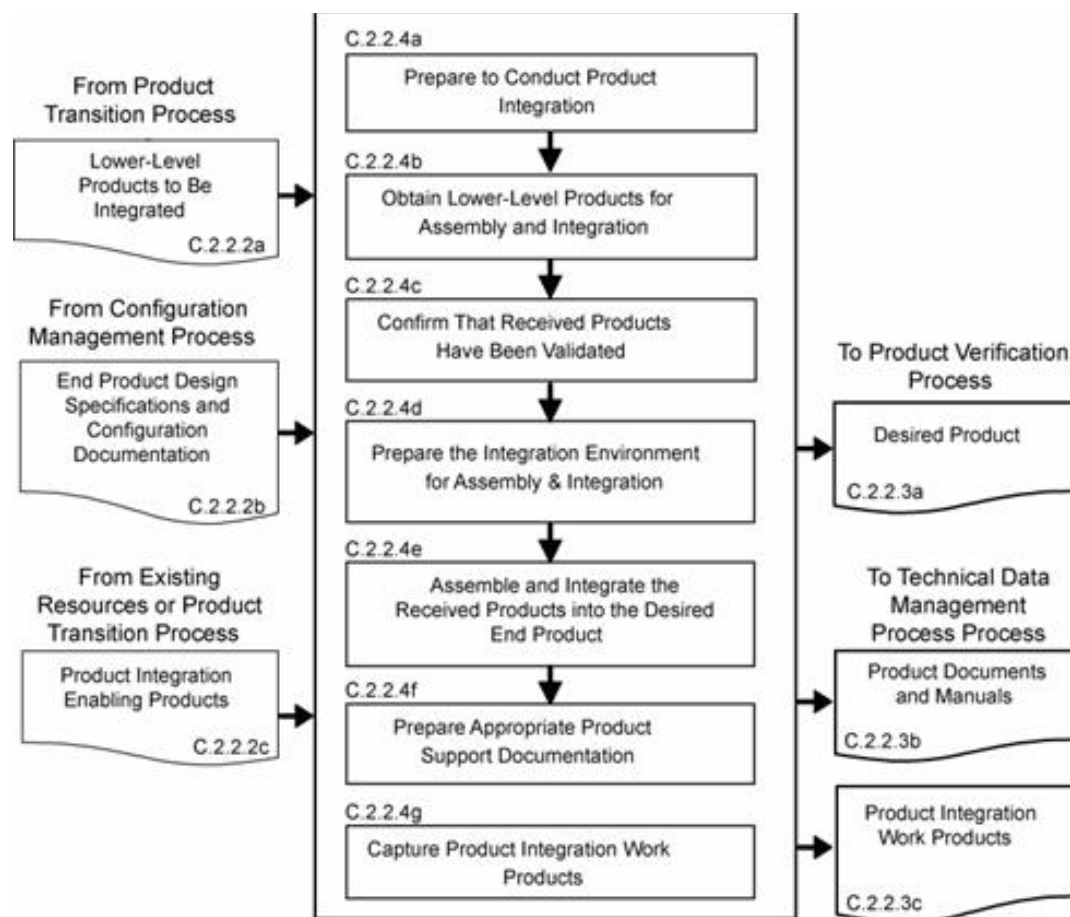 From Product
Transition Process
Lower-Level
Products to Be
Integrated
C.2.2.2a
From Configuration
Management Process
End Product Design
Specifications and
Configuration
Documentation
C.2.2.2b
From Existing
Resources or Product
Transition Process
Product Integration
Enabling Products
C.2.2.2c
C.2.2.4a
Prepare to Conduct Product
Integration
C.2.2.4b
Obtain Lower-Level Products for
Assembly and Integration
C.2.2.4c
Confirm That Received Products
Have Been Validated
C.2.2.4d
Prepare the Integration Environment
for Assembly & Integration
C.2.2.4e
Assemble and Integrate the
Received Products into the Desired
End Product
C.2.2.4f
Prepare Appropriate Product
Support Documentation
C.2.2.4g
Capture Product Integration Work
Products
To Product Verification
Process
Desired Product
C.2.2.3a
To Technical Data
Management
Process Process
Product Documents
and Manuals
C.2.2.3b
Product Integration
Work Products
C.2.2.3c